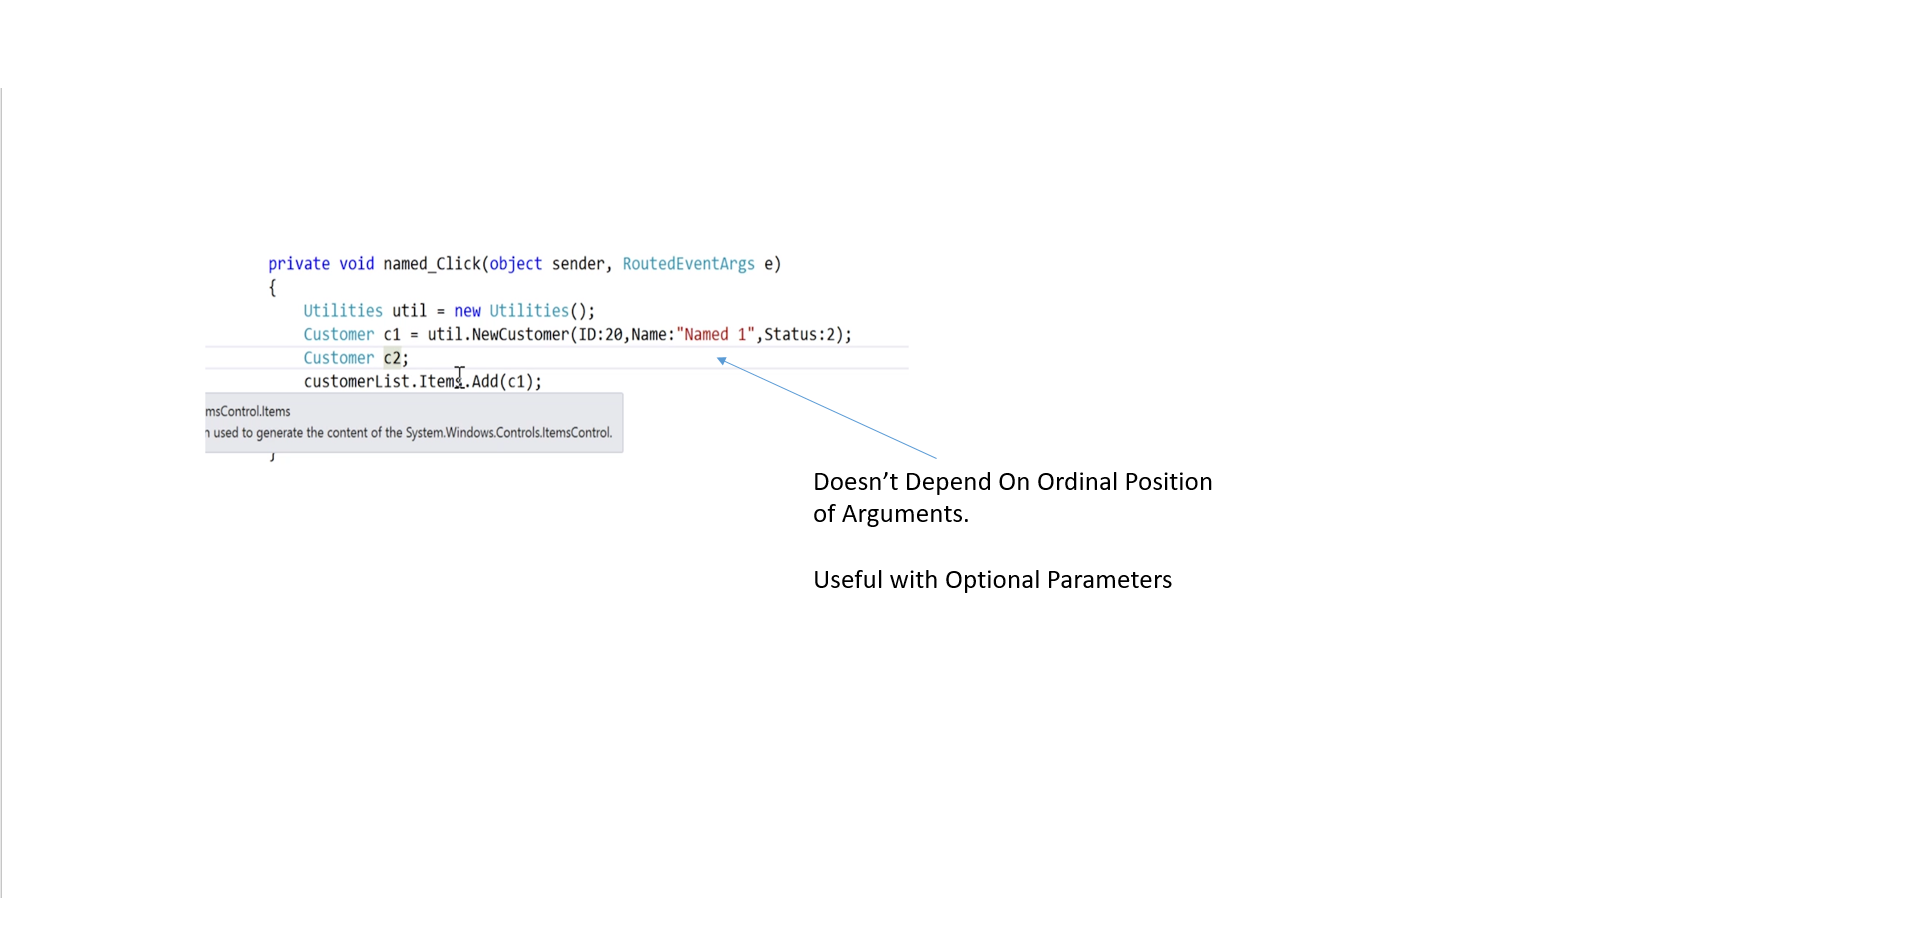 private void named_Click(object sender, RoutedEventArgs e)
{
Utilities util = new Utilities();
Customer c1 = util.NewCustomer(ID:20,Name:"Named 1",Status:2);
Customer c2;
customerList.Items.Add(c1);
msControl.Items
n used to generate the content of the System.Windows.Controls.ItemsControl.
}
Doesn’t Depend On Ordinal Position
of Arguments.
Useful with Optional Parameters